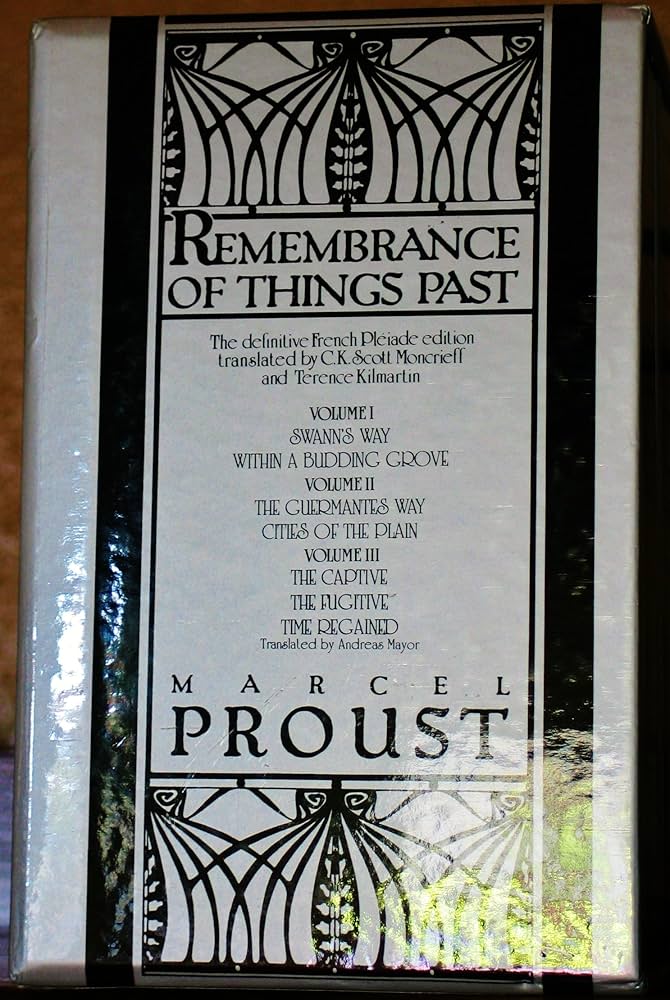 REMEMBRANCE
OF THINGS PAST
The definitive French Pléiade edition
translated by C.K. Scott Moncrieff
and Terence Kilmartin
VOLUME I
SWANN'S WAY
WITHIN A BUDDING GROVE
VOLUME II
THE GUERMANTES WAY
CITIES OF THE PLAIN
VOLUME III
THE CAPTIVE
THE FUGITIVE
TIME REGAINED
Translated by Andreas Mayor
MARCEL
PROUST